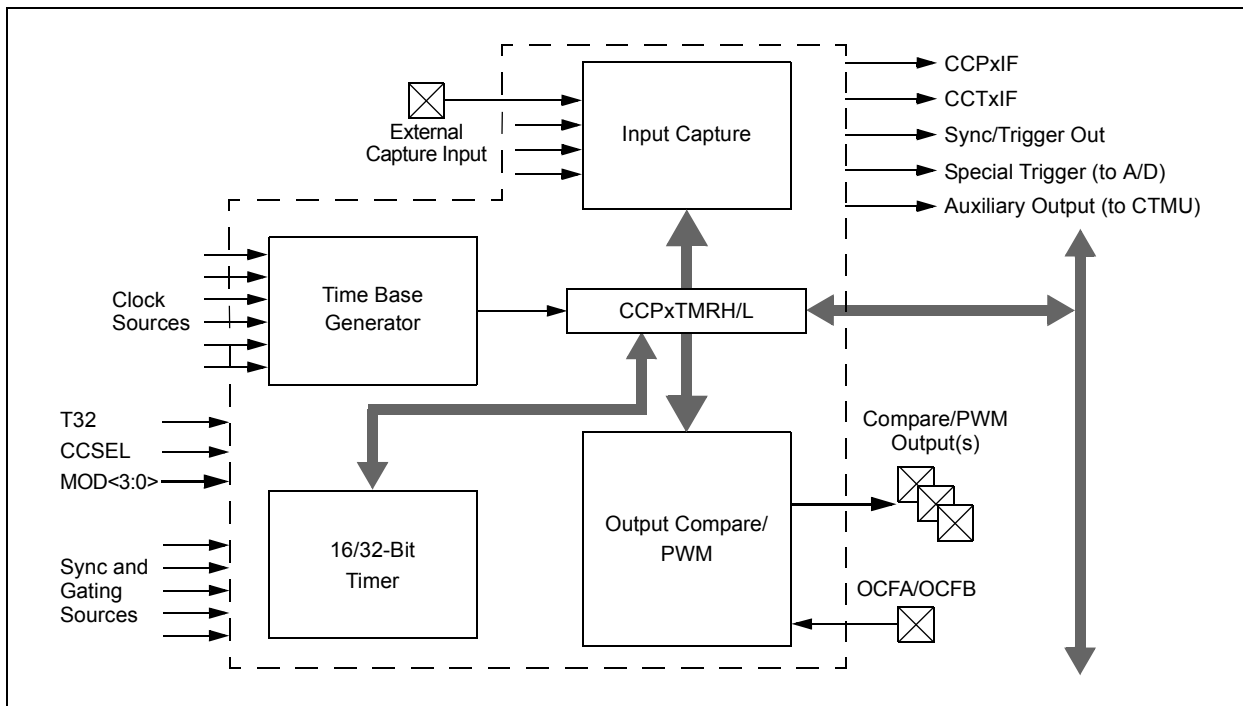 CCPxIF
CCTxIF
Sync/Trigger Out
Special Trigger (to A/D)
Auxiliary Output (to CTMU)
External
Capture Input
Input Capture
Clock
Sources
Time Base
Generator
CCPxTMRH/L
T32
CCSEL
MOD<3:0>
Sync and
Gating
Sources
16/32-Bit
Timer
Output Compare/
PWM
Compare/PWM
Output(s)
OCFA/OCFB